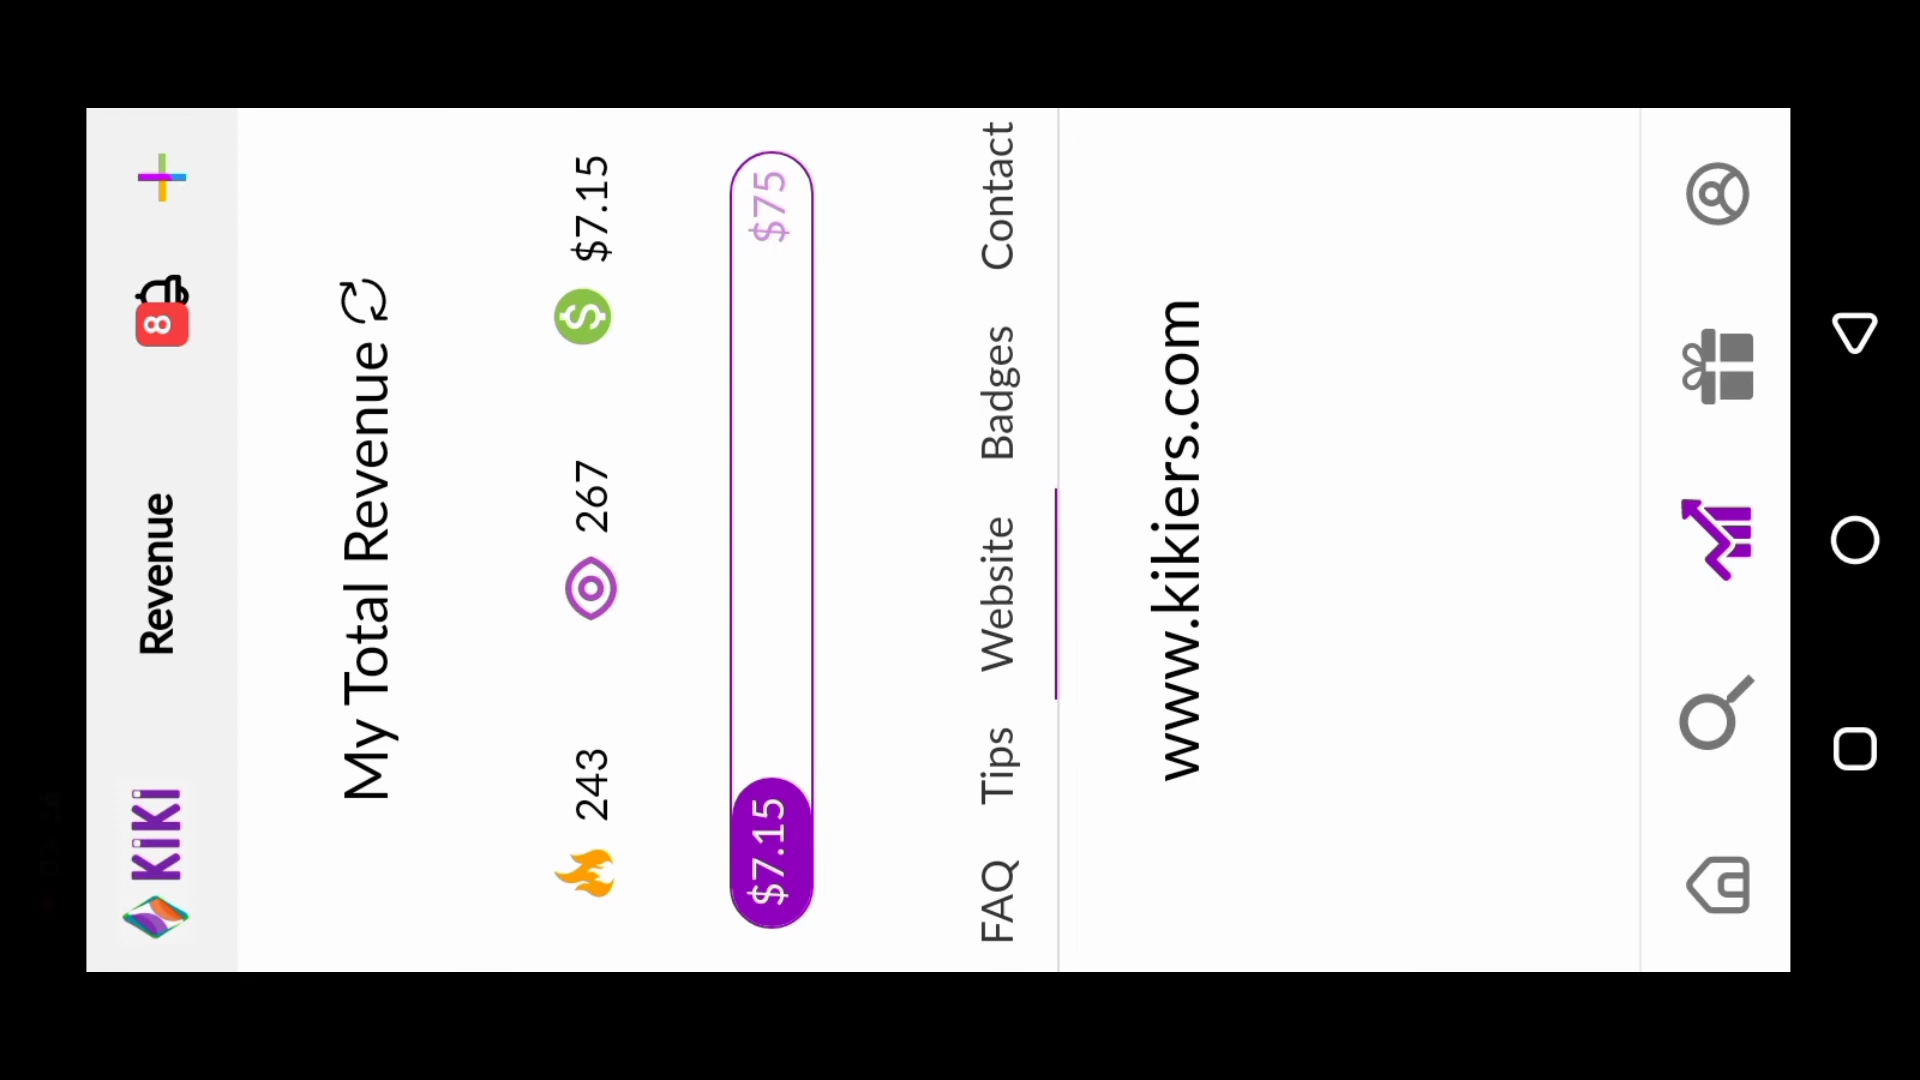 KiKi Revenue 8
My Total Revenue
243 267 $7.15
$7.15 $75
FAQ Tips Website Badges Contact
www.kikiers.com